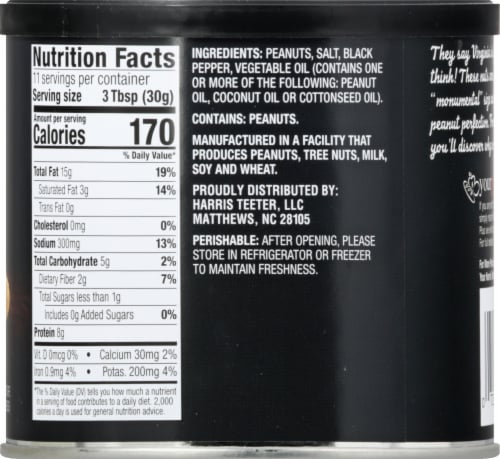 Nutrition Facts
11 servings per container
Serving size 3 Tbsp (30g)
Amount per serving
Calories 170
% Daily Value*
Total Fat 15g 19%
Saturated Fat 3g 14%
Trans Fat 0g
Cholesterol 0mg 0%
Sodium 300mg 13%
Total Carbohydrate 5g 2%
Dietary Fiber 2g 7%
Total Sugars less than 1g
Includes 0g Added Sugars 0%
Protein 8g
Vit. D 0mcg 0% • Calcium 30mg 2%
Iron 0.9mg 4% • Potas. 200mg 4%
*The % Daily Value (DV) tells you how much a nutrient
in a serving of food contributes to a daily diet. 2,000
calories a day is used for general nutrition advice.
INGREDIENTS: PEANUTS, SALT, BLACK
PEPPER, VEGETABLE OIL (CONTAINS ONE
OR MORE OF THE FOLLOWING: PEANUT
OIL, COCONUT OIL OR COTTONSEED OIL).
CONTAINS: PEANUTS.
MANUFACTURED IN A FACILITY THAT
PRODUCES PEANUTS, TREE NUTS, MILK,
SOY AND WHEAT.
PROUDLY DISTRIBUTED BY:
HARRIS TEETER, LLC
MATTHEWS, NC 28105
PERISHABLE: AFTER OPENING, PLEASE
STORE IN REFRIGERATOR OR FREEZER
TO MAINTAIN FRESHNESS.
They say, Virginia
think! These
"monumental"
peanut
you'll discover